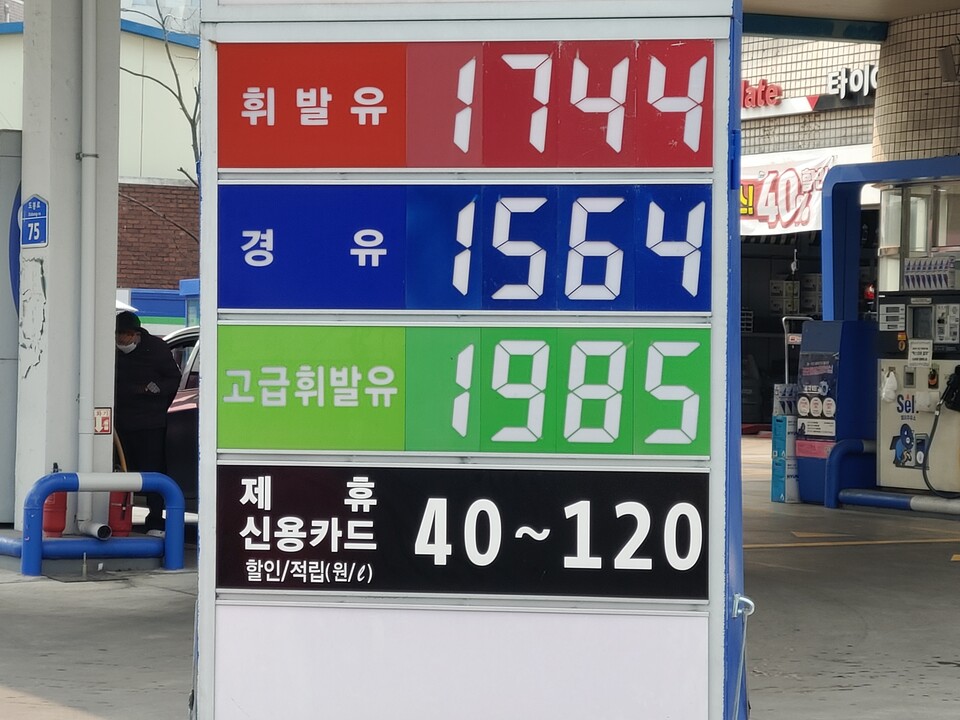 휘발유 1744
경유 1564
고급휘발유 1985
제휴
신용카드
할인/적립(원/ℓ)
40~120
75
타이
40
Sel